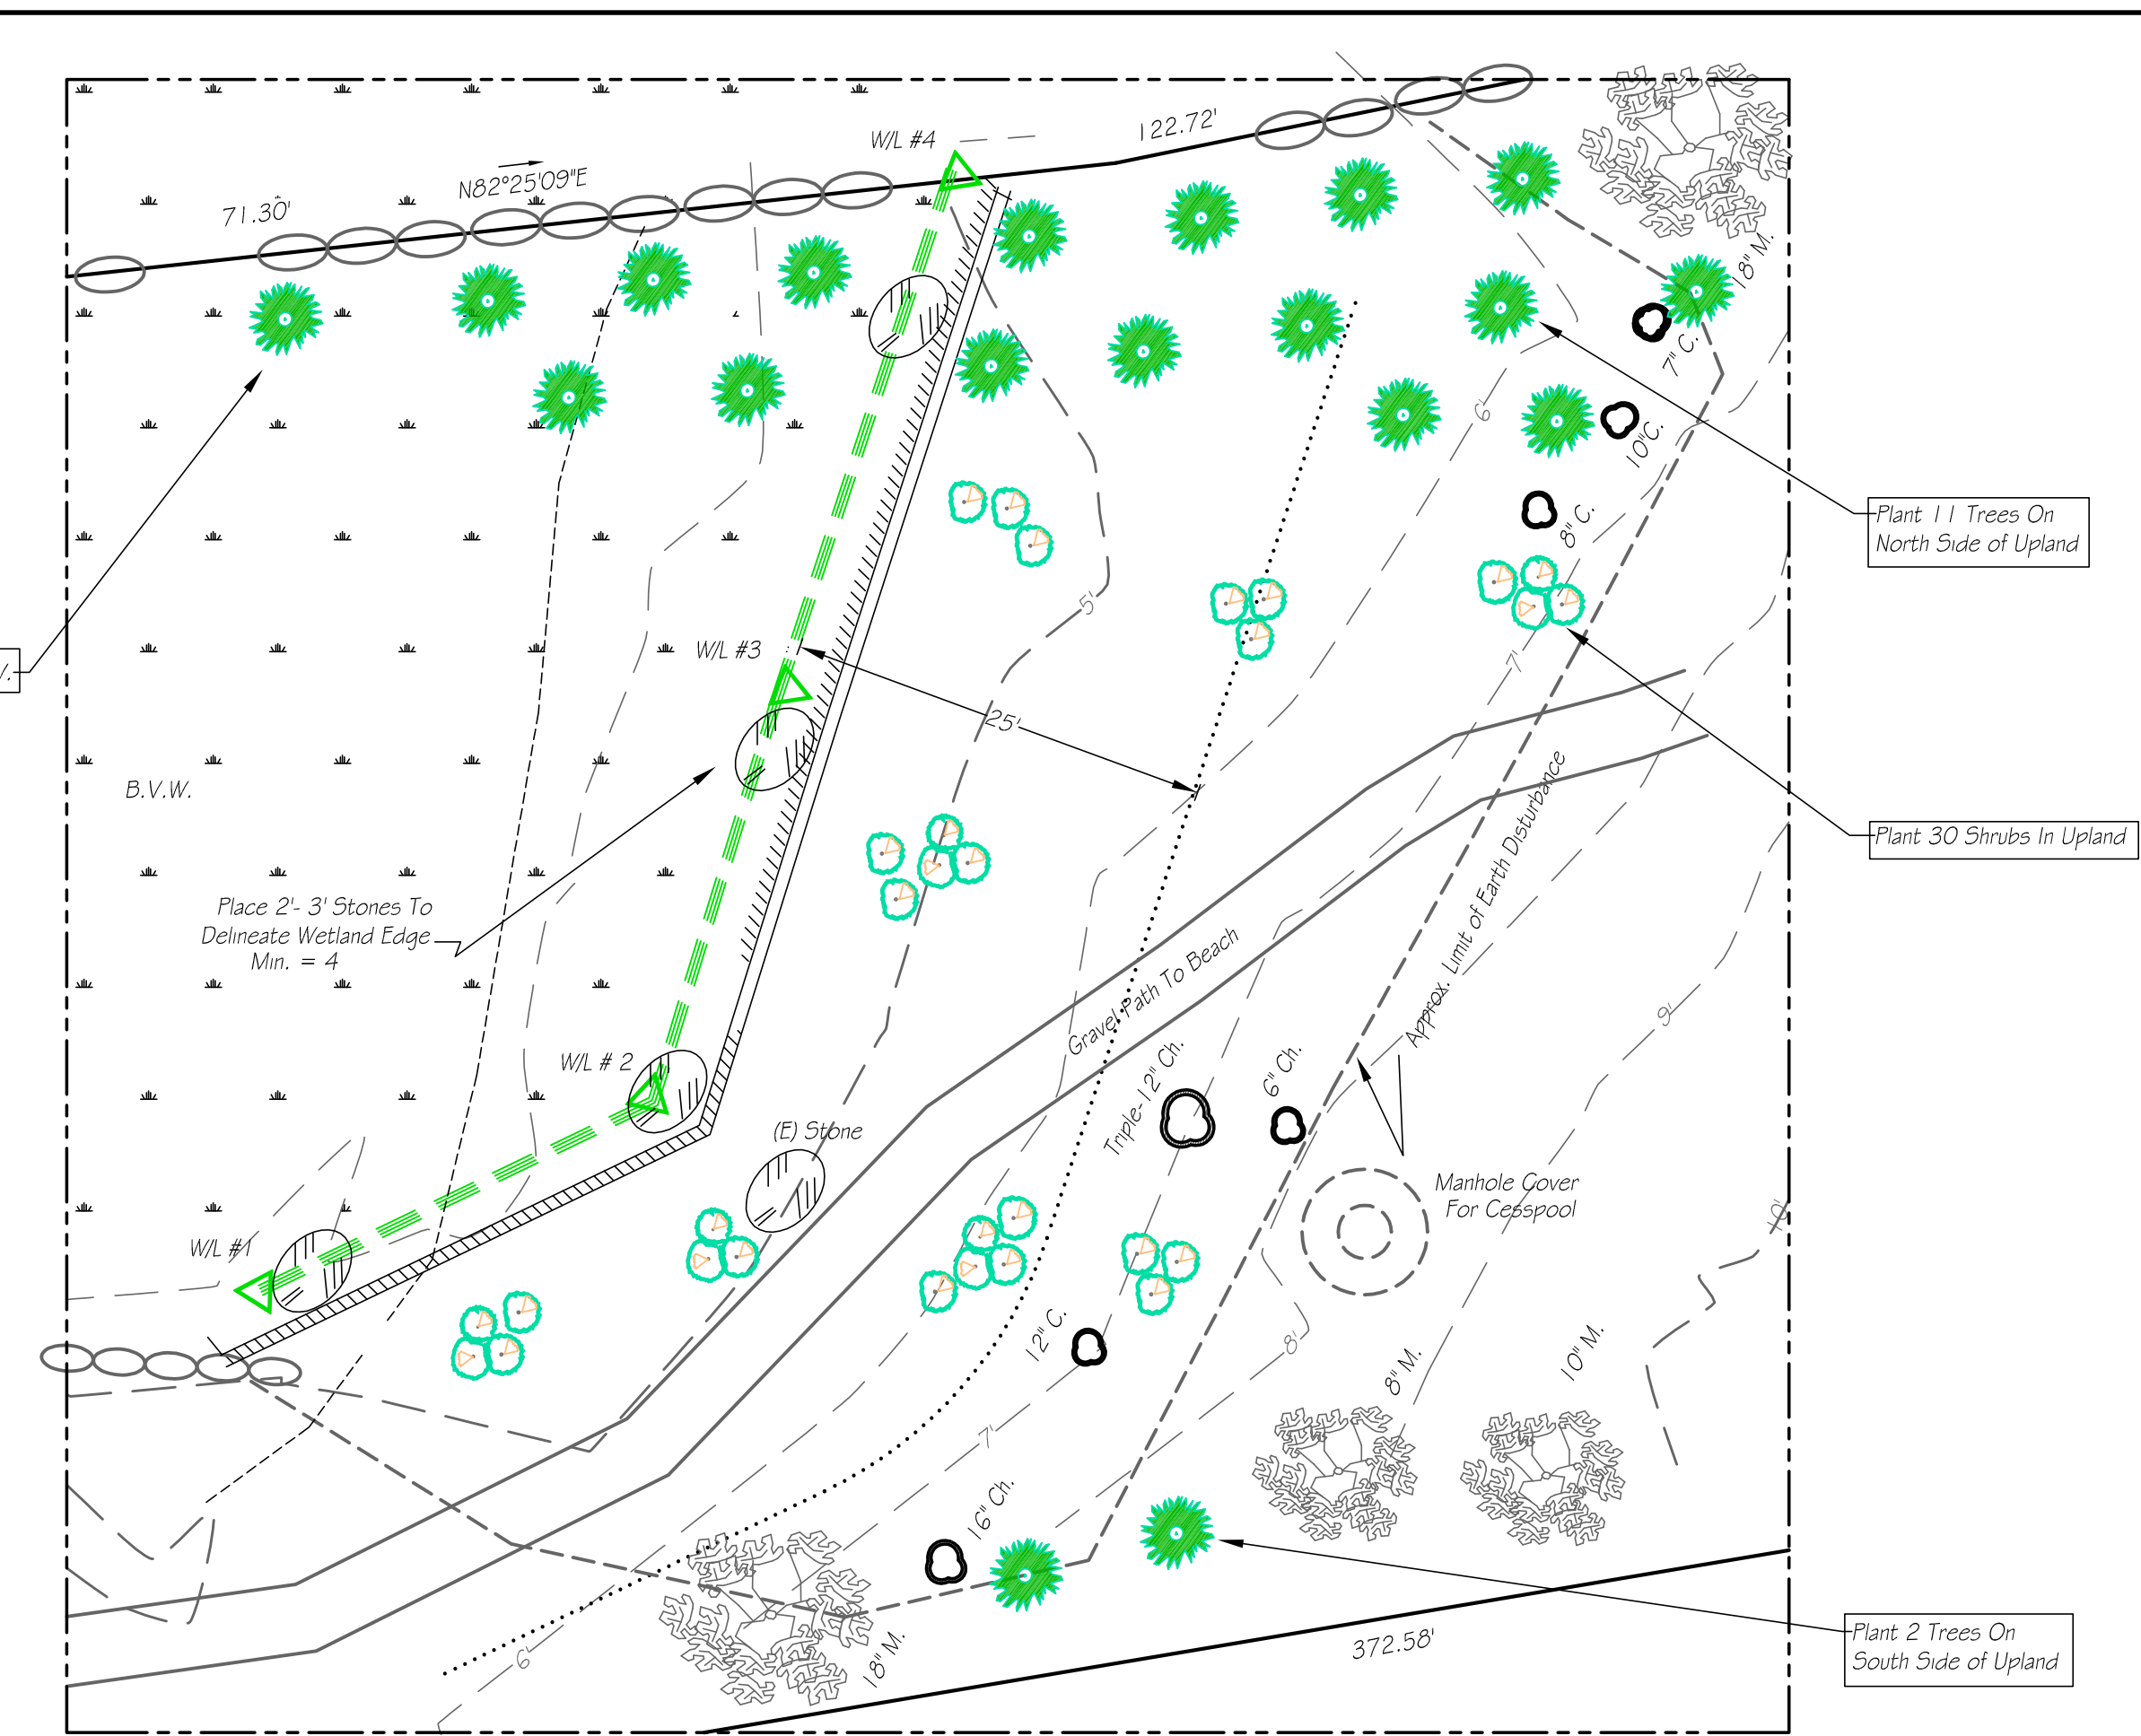 W/L #4
122.72'
N82°25'09"E
71.30'
18" M.
7" C.
6'
10"C.
Plant 11 Trees On
North Side of Upland
8" C.
5'
W/L #3
7'
V.
25'
B.V.W.
Approx. Limit of Earth Disturbance
Plant 30 Shrubs In Upland
Place 2'- 3' Stones To
Delineate Wetland Edge
Min. = 4
Gravel Path To Beach
9'
W/L # 2
Triple-12" Ch.
6" Ch.
(E) Stone
Manhole Cover
For Cesspool
10'
W/L #1
12" C.
8'
8" M.
10" M.
7'
16" Ch.
6'
18" M.
372.58'
Plant 2 Trees On
South Side of Upland